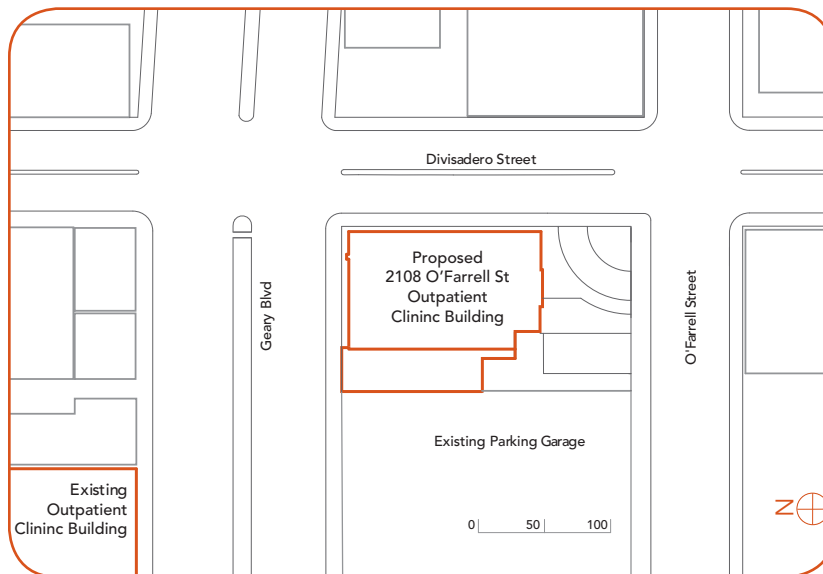 Divisadero Street
Proposed
2108 O'Farrell St
Outpatient
Clininc Building
Geary Blvd
O'Farrell Street
Existing Parking Garage
Existing
Outpatient
Clininc Building
0 50 100
N